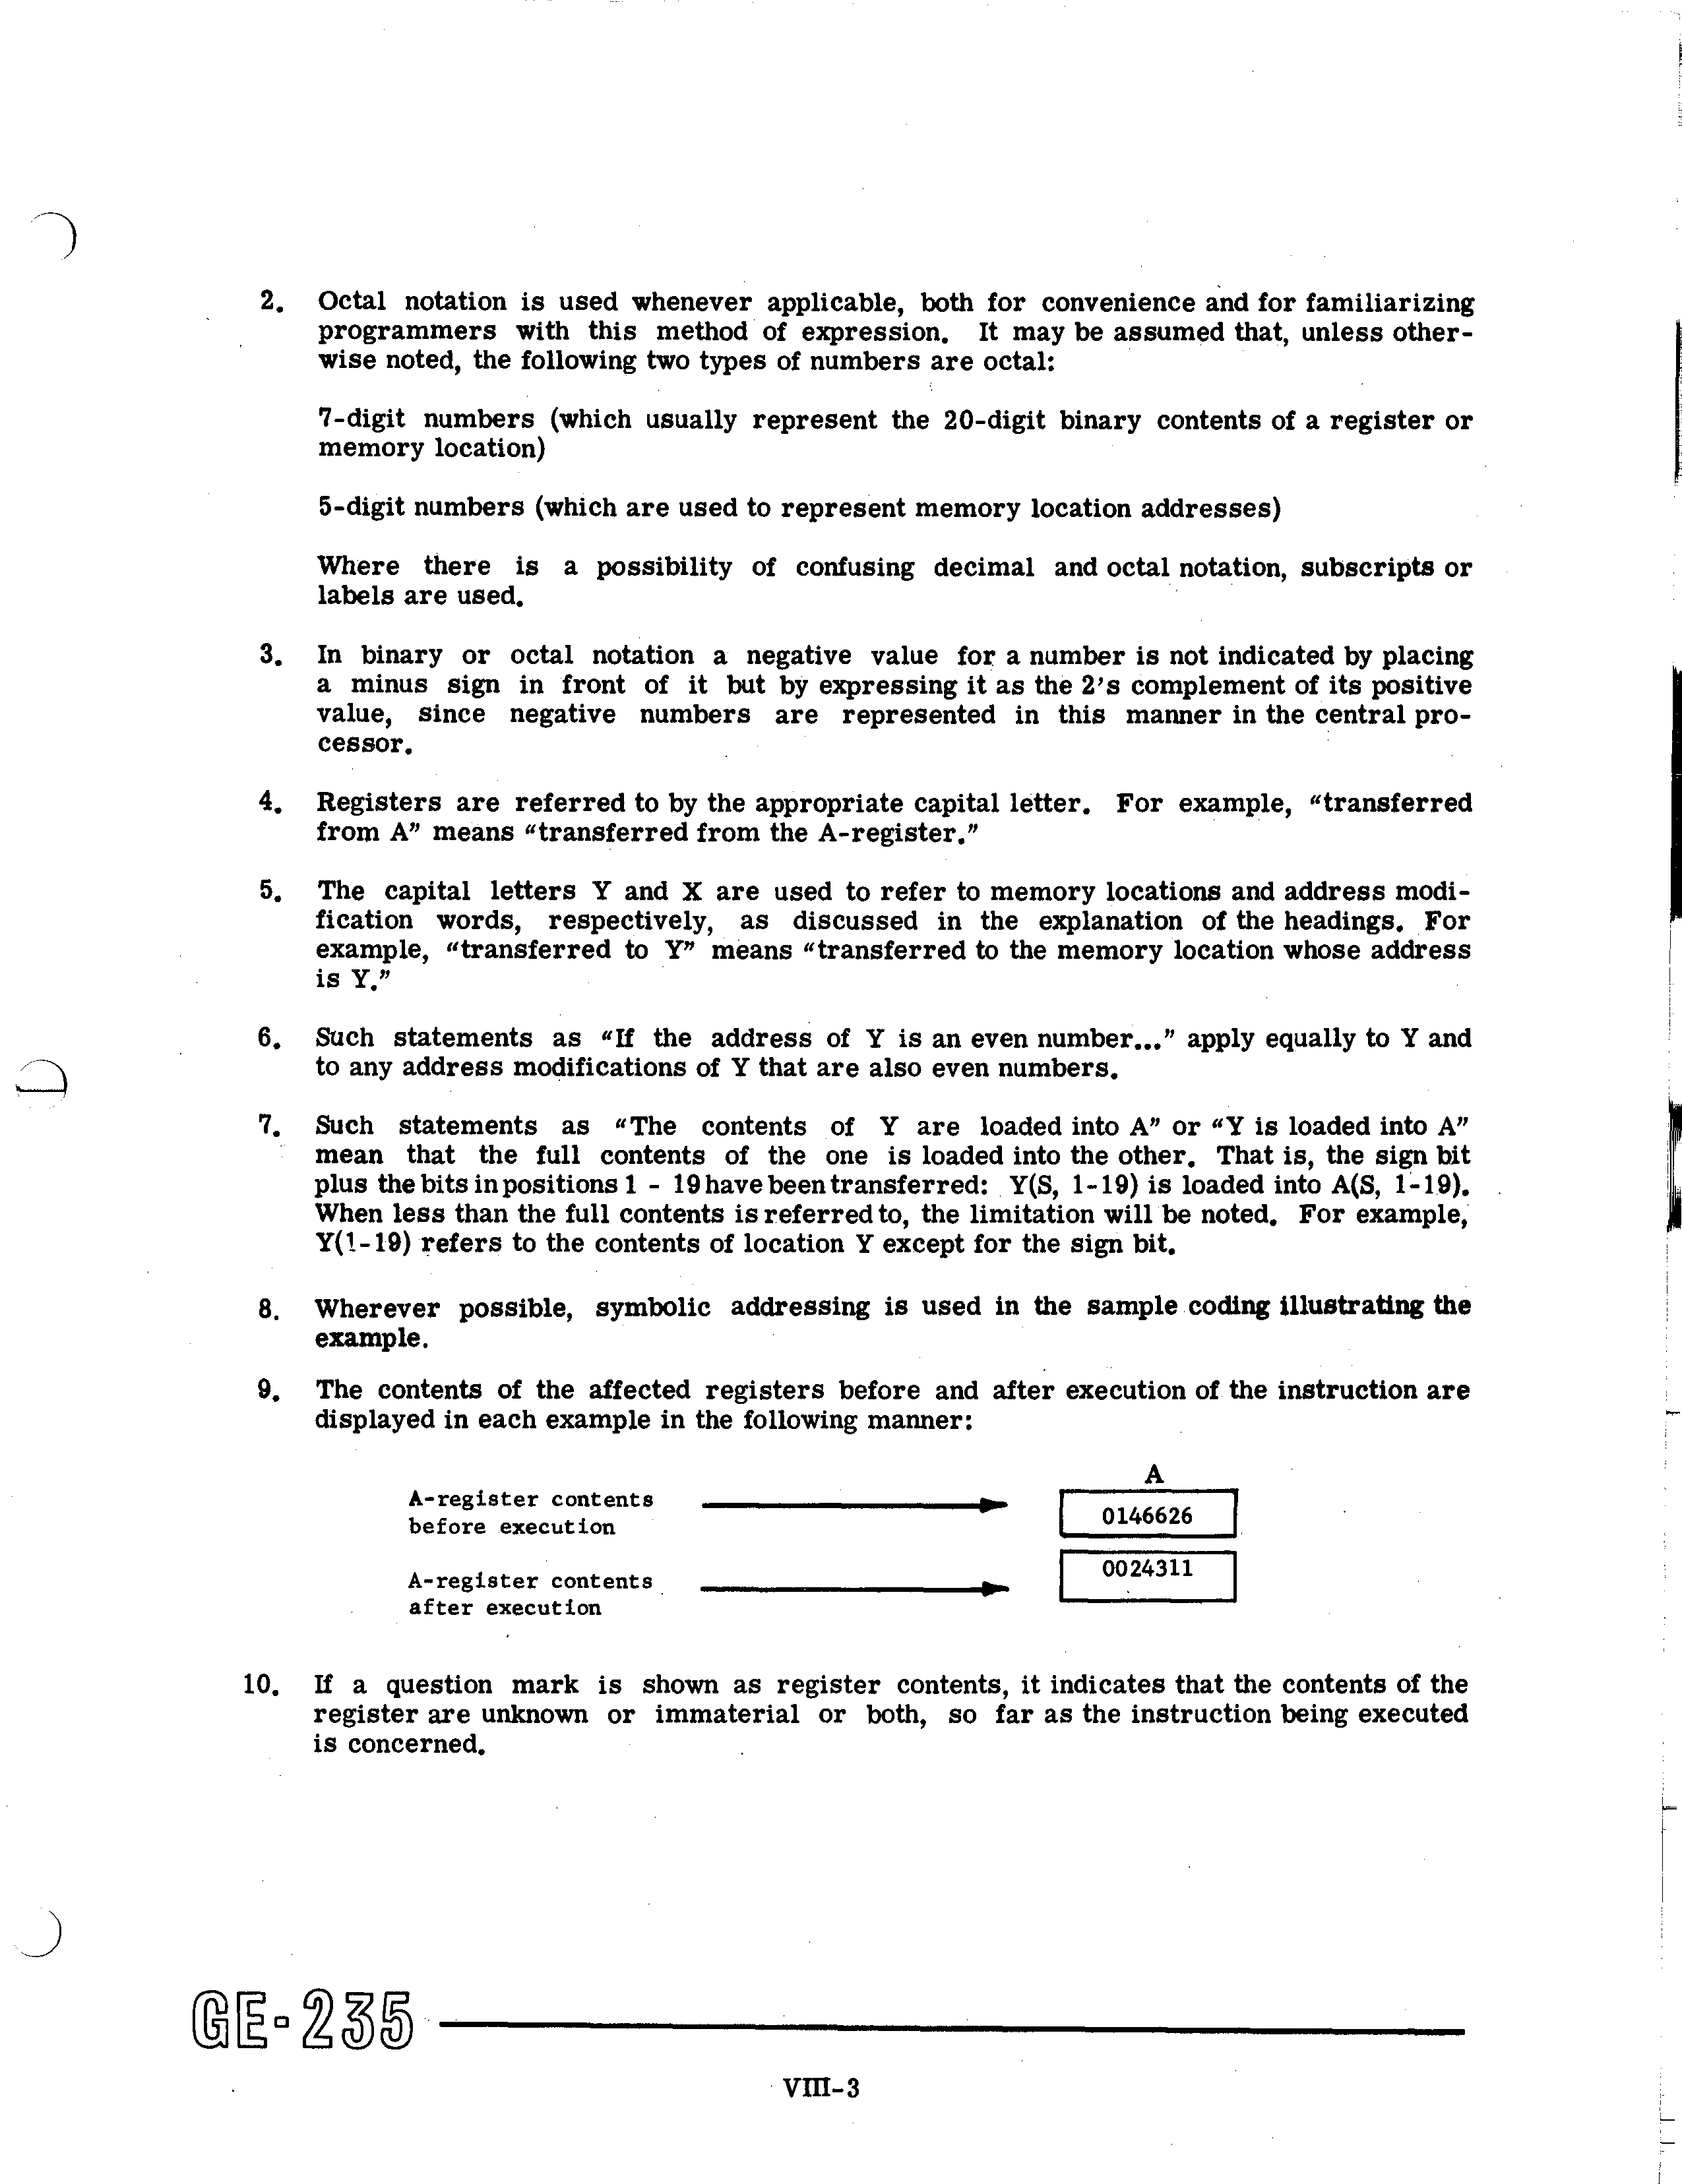 2. Octal notation is used whenever applicable, both for convenience and for familiarizing
programmers with this method of expression. It may be assumed that, unless other-
wise noted, the following two types of numbers are octal:
7-digit numbers (which usually represent the 20-digit binary contents of a register or
memory location)
5-digit numbers (which are used to represent memory location addresses)
Where there is a possibility of confusing decimal and octal notation, subscripts or
labels are used.
3. In binary or octal notation a negative value for a number is not indicated by placing
a minus sign in front of it but by expressing it as the 2's complement of its positive
value, since negative numbers are represented in this manner in the central pro-
cessor.
4. Registers are referred to by the appropriate capital letter. For example, “transferred
from A” means “transferred from the A-register.”
5. The capital letters Y and X are used to refer to memory locations and address modi-
fication words, respectively, as discussed in the explanation of the headings. For
example, “transferred to Y” means “transferred to the memory location whose address
is Y.”
6. Such statements as “If the address of Y is an even number...” apply equally to Y and
to any address modifications of Y that are also even numbers.
7. Such statements as “The contents of Y are loaded into A” or “Y is loaded into A”
mean that the full contents of the one is loaded into the other. That is, the sign bit
plus the bits in positions 1 - 19 have been transferred: Y(S, 1-19) is loaded into A(S, 1-19).
When less than the full contents is referred to, the limitation will be noted. For example,
Y(1-19) refers to the contents of location Y except for the sign bit.
8. Wherever possible, symbolic addressing is used in the sample coding illustrating the
example.
9. The contents of the affected registers before and after execution of the instruction are
displayed in each example in the following manner:
A
A-register contents
before execution
0146626
A-register contents
after execution
0024311
10. If a question mark is shown as register contents, it indicates that the contents of the
register are unknown or immaterial or both, so far as the instruction being executed
is concerned.
GE-235
VIII-3